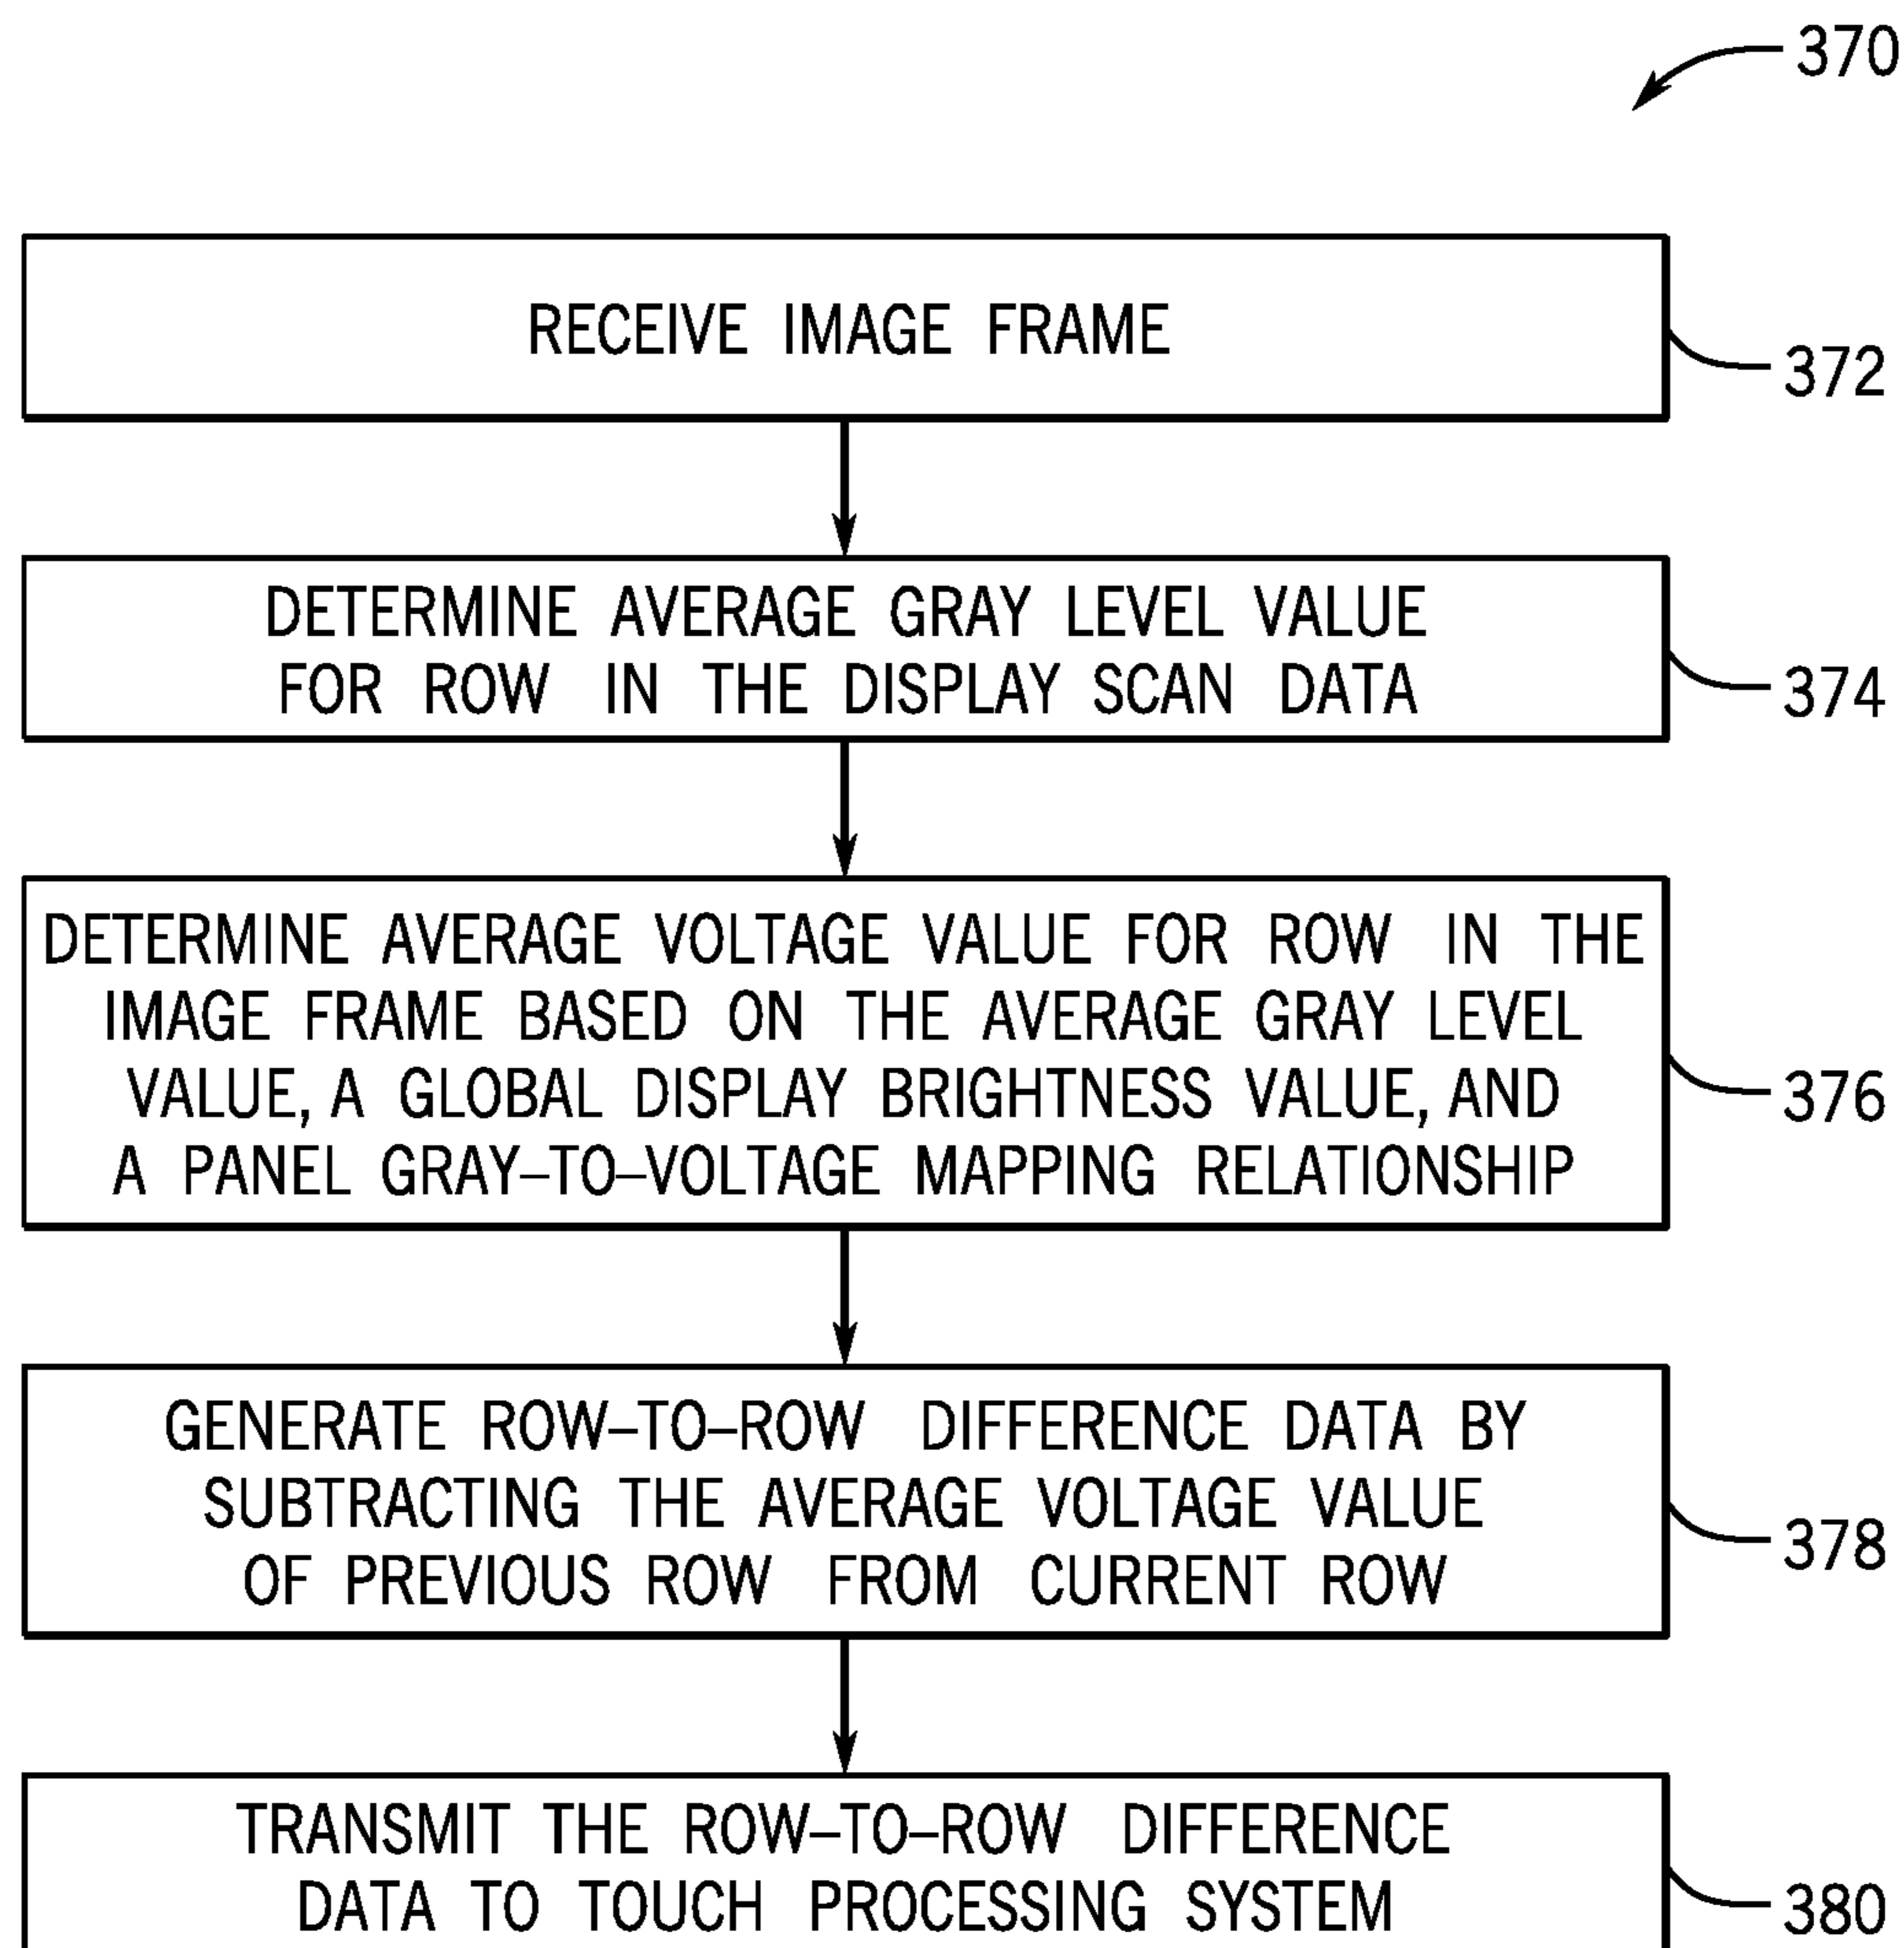 370
RECEIVE IMAGE FRAME
372
DETERMINE AVERAGE GRAY LEVEL VALUE
FOR ROW IN THE DISPLAY SCAN DATA
374
DETERMINE AVERAGE VOLTAGE VALUE FOR ROW IN THE
IMAGE FRAME BASED ON THE AVERAGE GRAY LEVEL
VALUE, A GLOBAL DISPLAY BRIGHTNESS VALUE, AND
A PANEL GRAY–TO–VOLTAGE MAPPING RELATIONSHIP
376
GENERATE ROW–TO–ROW DIFFERENCE DATA BY
SUBTRACTING THE AVERAGE VOLTAGE VALUE
OF PREVIOUS ROW FROM CURRENT ROW
378
TRANSMIT THE ROW–TO–ROW DIFFERENCE
DATA TO TOUCH PROCESSING SYSTEM
380